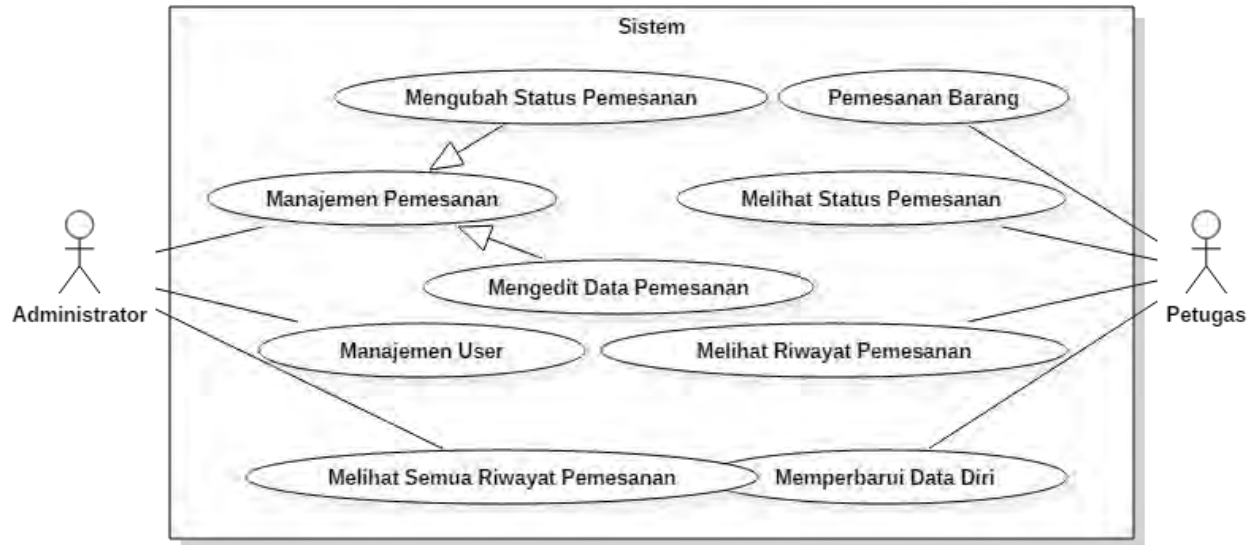 Sistem
Mengubah Status Pemesanan
Pemesanan Barang
Manajemen Pemesanan
Melihat Status Pemesanan
Mengedit Data Pemesanan
Administrator
Petugas
Manajemen User
Melihat Riwayat Pemesanan
Melihat Semua Riwayat Pemesanan
Memperbarui Data Diri